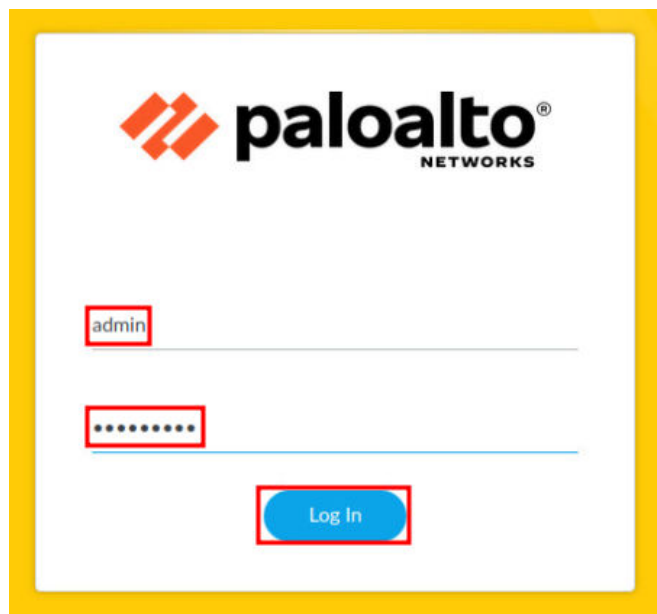 paloalto®
NETWORKS
admin
•••••••••
Log In